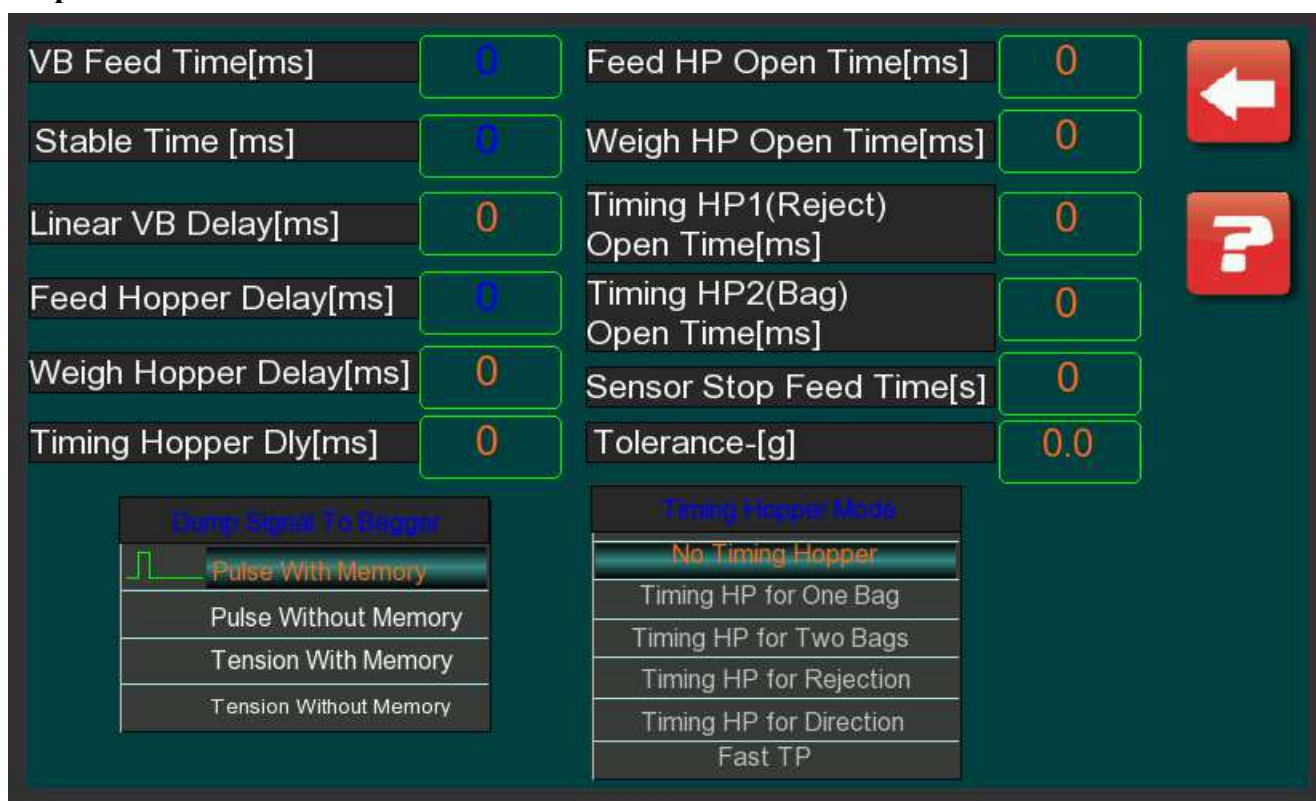 VB Feed Time[ms] 0 Feed HP Open Time[ms] 0
Stable Time [ms] 0 Weigh HP Open Time[ms] 0
Linear VB Delay[ms] 0 Timing HP1(Reject)
Open Time[ms] 0
Feed Hopper Delay[ms] 0 Timing HP2(Bag)
Open Time[ms] 0
Weigh Hopper Delay[ms] 0 Sensor Stop Feed Time[s] 0
Timing Hopper Dly[ms] 0 Tolerance-[g] 0.0
Dump Signal To Bagger
Pulse With Memory
Pulse Without Memory
Tension With Memory
Tension Without Memory
Timing Hopper Mode
No Timing Hopper
Timing HP for One Bag
Timing HP for Two Bags
Timing HP for Rejection
Timing HP for Direction
Fast TP